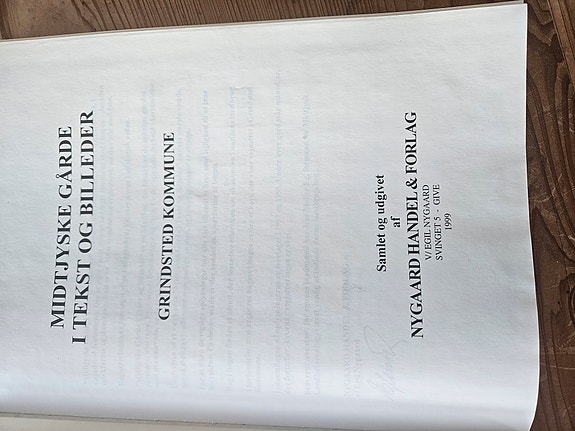 MIDTJYSKE GÅRDE
I TEKST OG BILLEDER
GRINDSTED KOMMUNE
Samlet og udgivet
af
NYGAARD HANDEL & FORLAG
V/ EGIL NYGAARD
SVINGET 5 - GIVE
1999